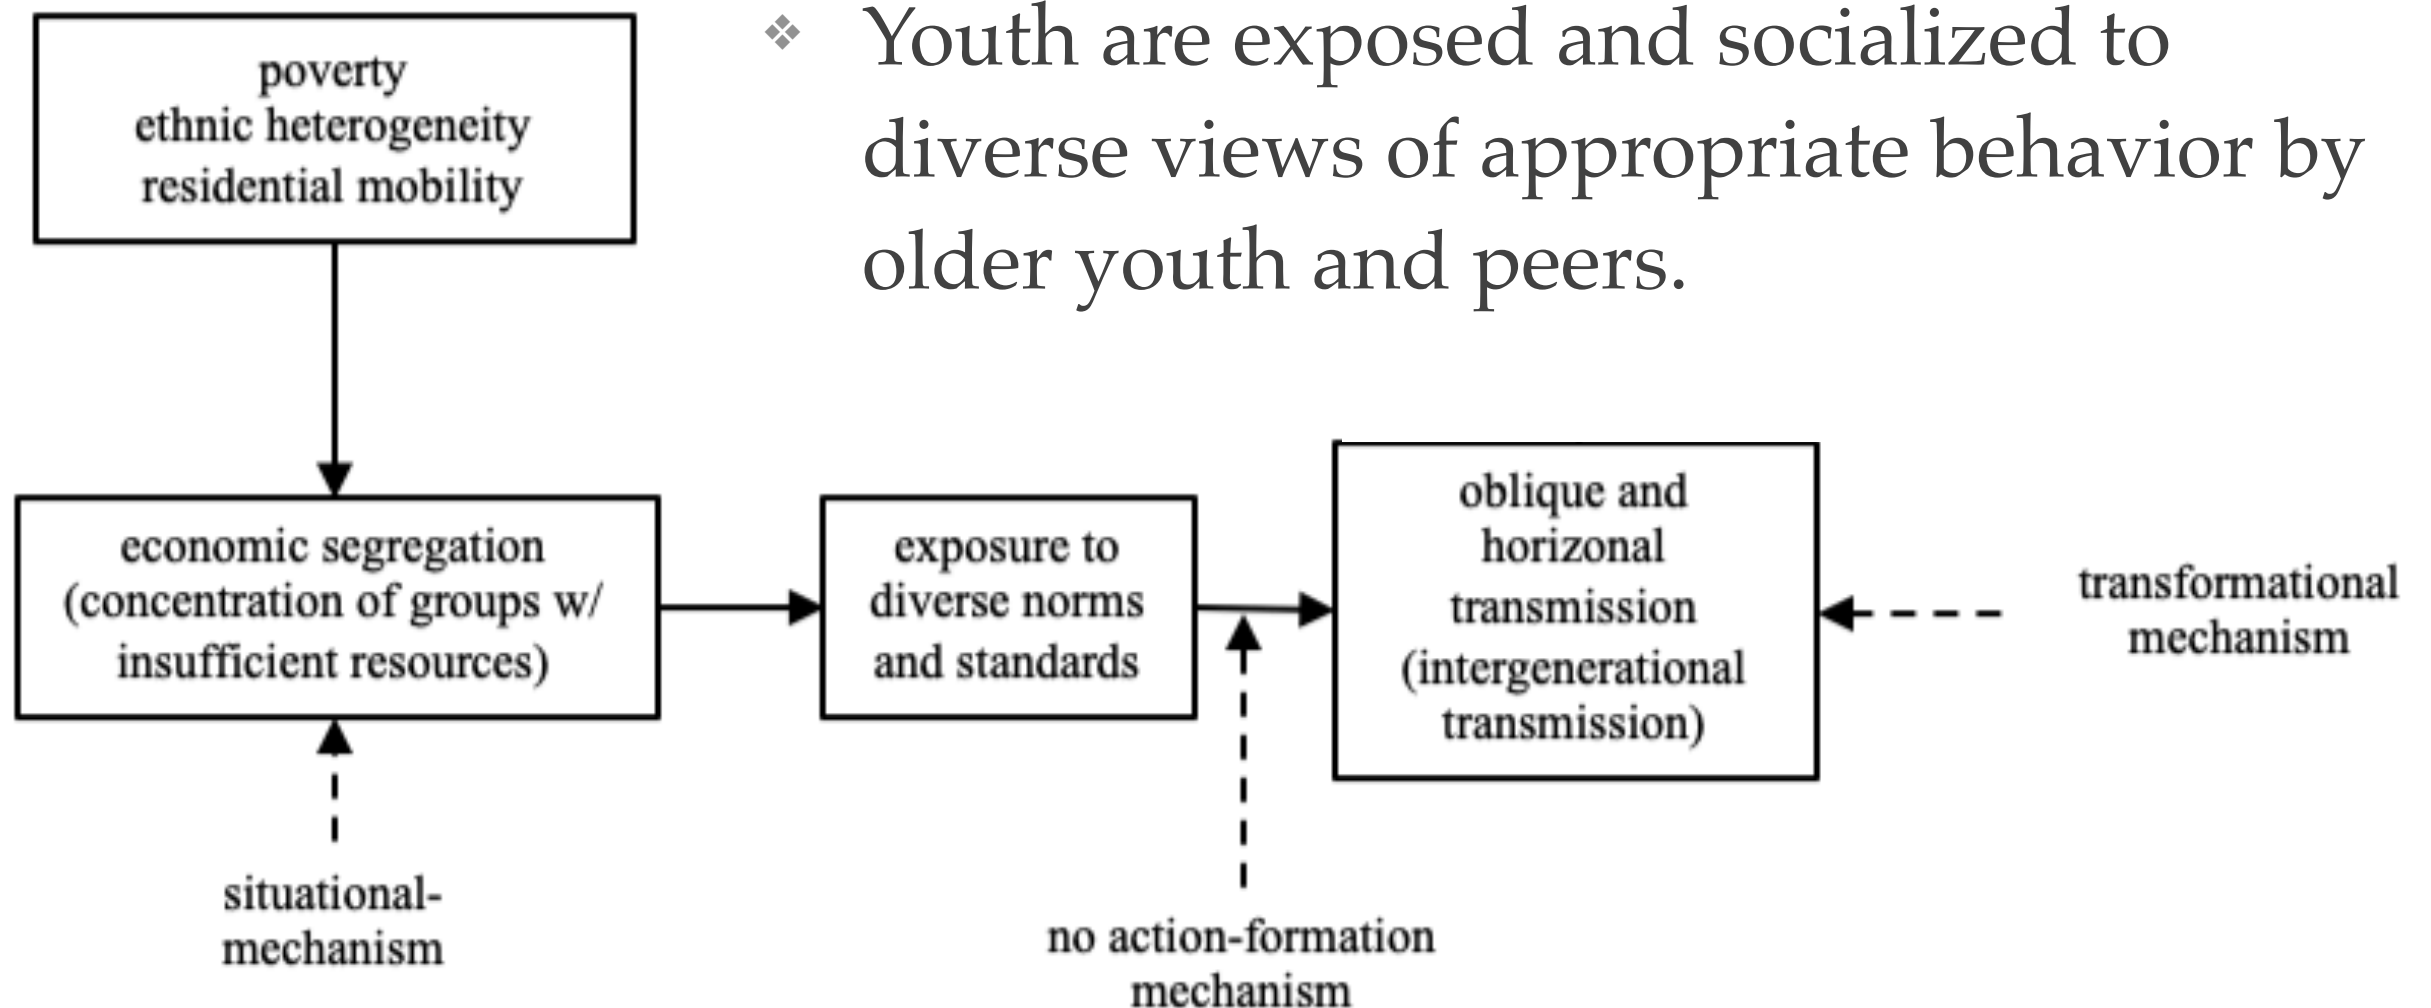 poverty
ethnic heterogeneity
residential mobility
❖ Youth are exposed and socialized to
diverse views of appropriate behavior by
older youth and peers.
economic segregation
(concentration of groups w/
insufficient resources)
exposure to
diverse norms
and standards
oblique and
horizonal
transmission
(intergenerational
transmission)
transformational
mechanism
situational-
mechanism
no action-formation
mechanism